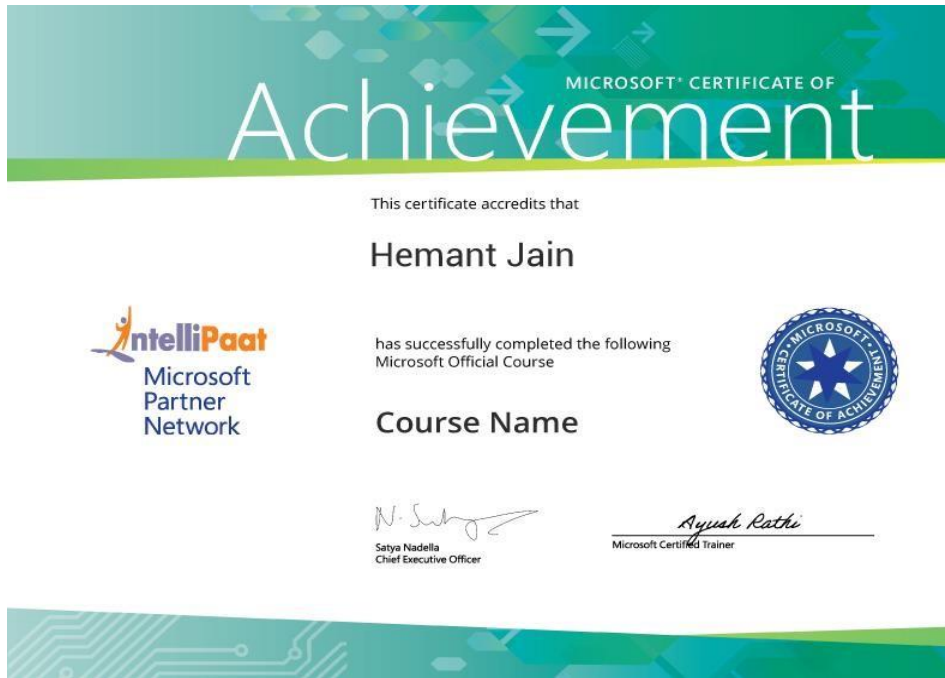 MICROSOFT® CERTIFICATE OF
Achievement
This certificate accredits that
Hemant Jain
IntelliPaat
Microsoft
Partner
Network
has successfully completed the following
Microsoft Official Course
Course Name
MICROSOFT • CERTIFICATE OF ACHIEVEMENT •
N. Satya
Satya Nadella
Chief Executive Officer
Ayush Rathi
Microsoft Certified Trainer